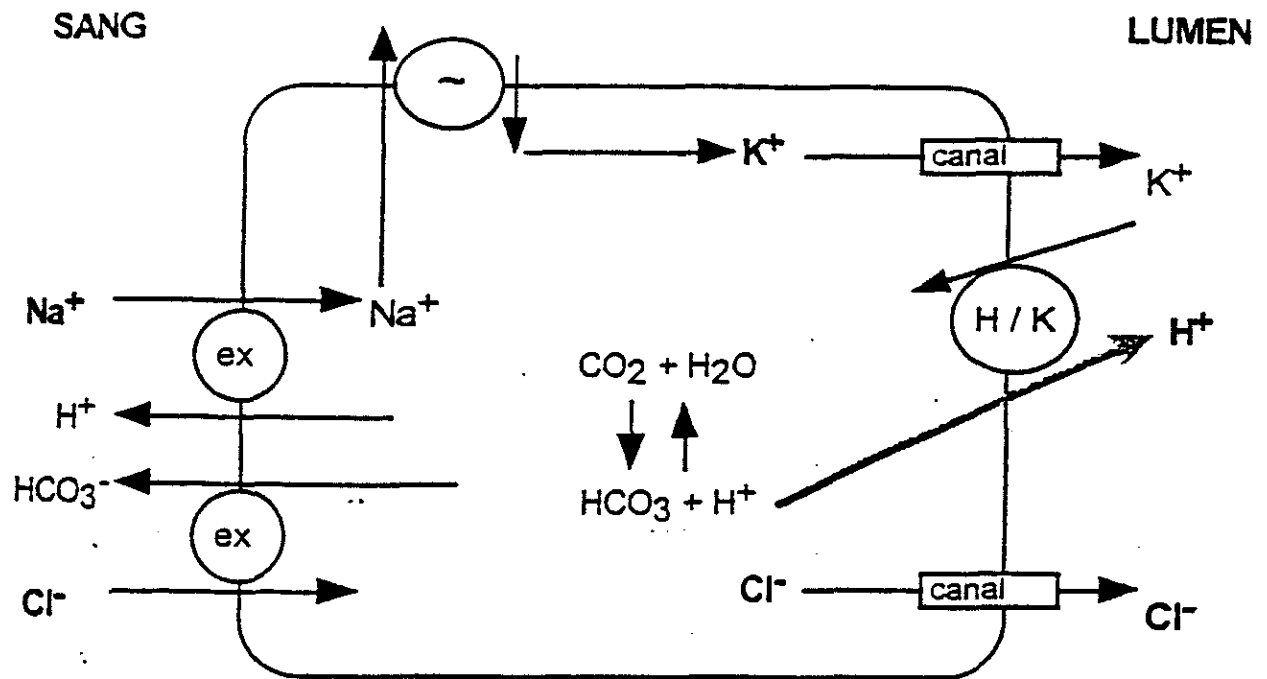 SANG
LUMEN
~
K⁺
canal
K⁺
Na⁺
Na⁺
ex
H / K
H⁺
CO₂ + H₂O
H⁺
HCO₃⁻
HCO₃ + H⁺
ex
Cl⁻
Cl⁻
canal
Cl⁻